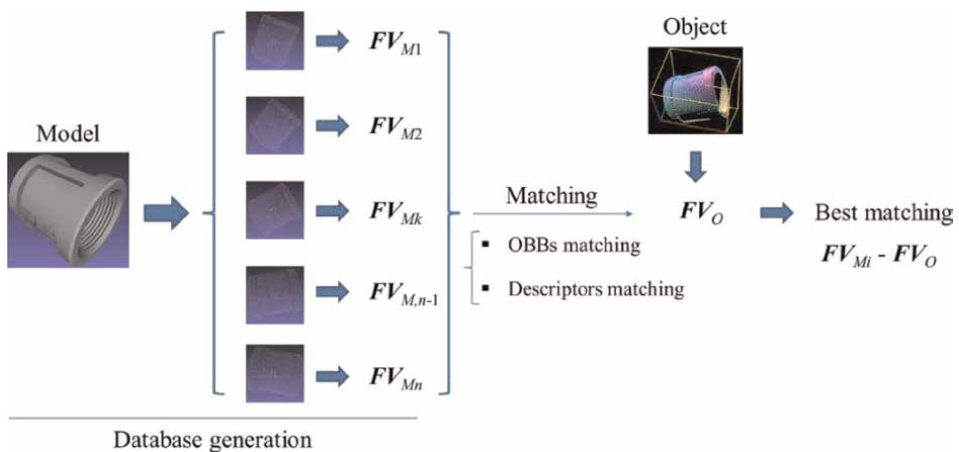 Model
FV_M1
FV_M2
FV_Mk
FV_M,n-1
FV_Mn
Database generation
Matching
▪ OBBs matching
▪ Descriptors matching
Object
FV_O
Best matching
FV_Mi - FV_O